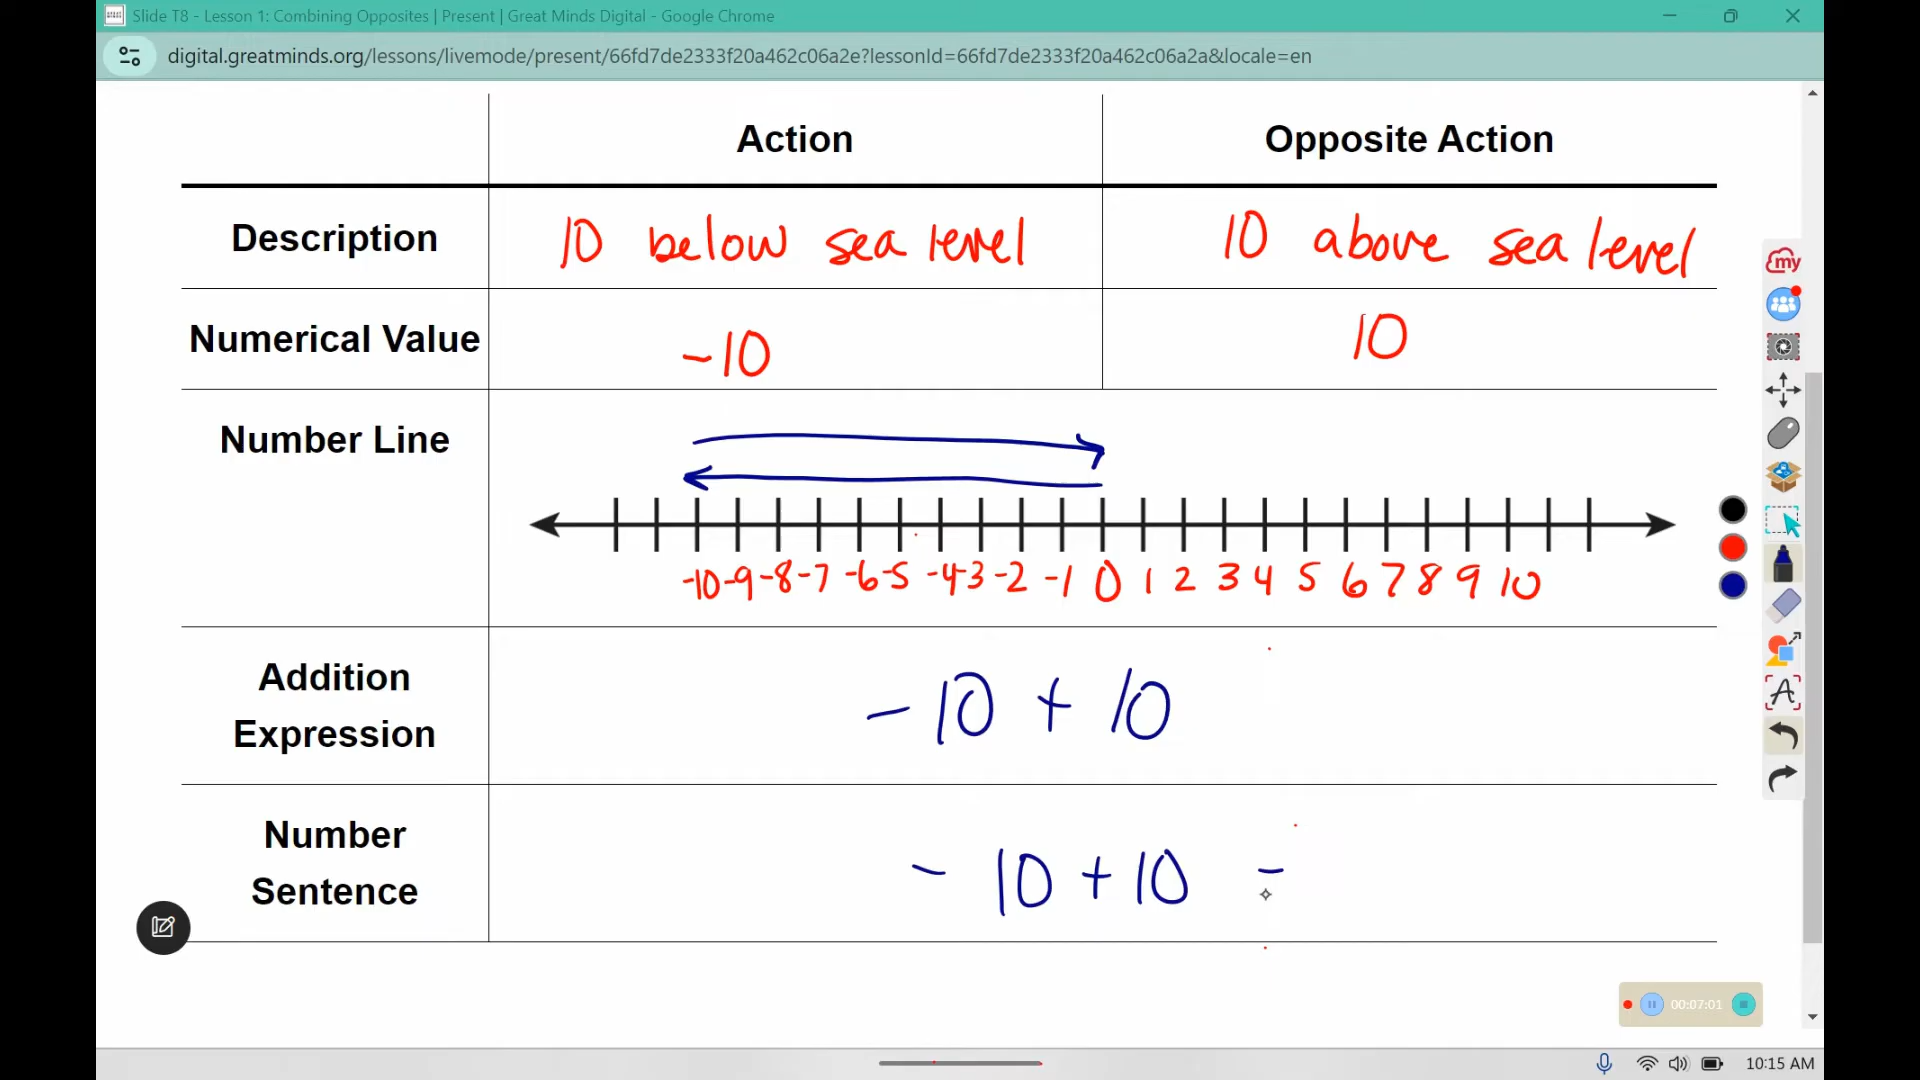 Slide T8 - Lesson 1: Combining Opposites | Present | Great Minds Digital - Google Chrome
digital.greatminds.org/lessons/livemode/present/66fd7de2333f20a462c06a2e?lessonId=66fd7de2333f20a462c06a2a&locale=en
Action Opposite Action
Description 10 below sea level 10 above sea level
Numerical Value -10 10
Number Line
-10 -9 -8 -7 -6 -5 -4 -3 -2 -1 0 1 2 3 4 5 6 7 8 9 10
Addition
Expression
-10 + 10
Number
Sentence
- 10 + 10 -
my
A
00:07:01
10:15 AM